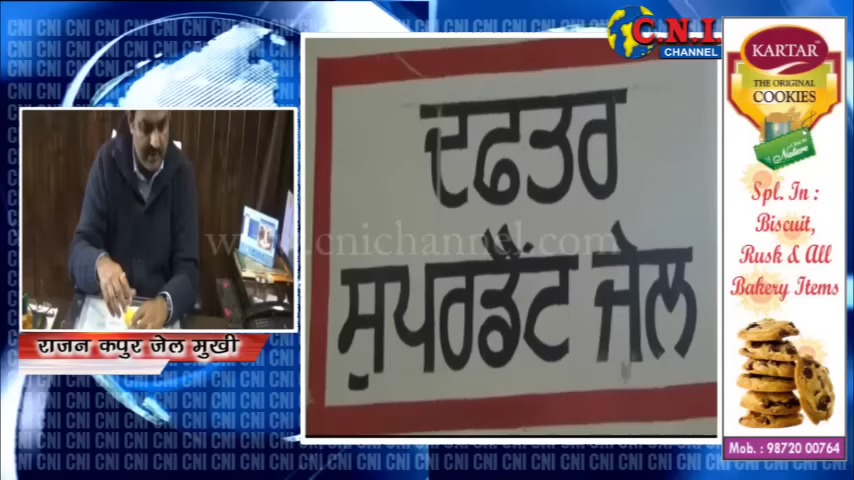 C.N.I.
CHANNEL
ਦਫਤਰ
ਸੁਪਰਡੈਂਟ ਜੇਲ
www.cnichannel.com
राजन कपुर जेल मुखी
KARTAR
THE ORIGINAL
COOKIES
Nature
Spl. In :
Biscuit,
Rusk & All
Bakery Items
Mob. : 98720 00764